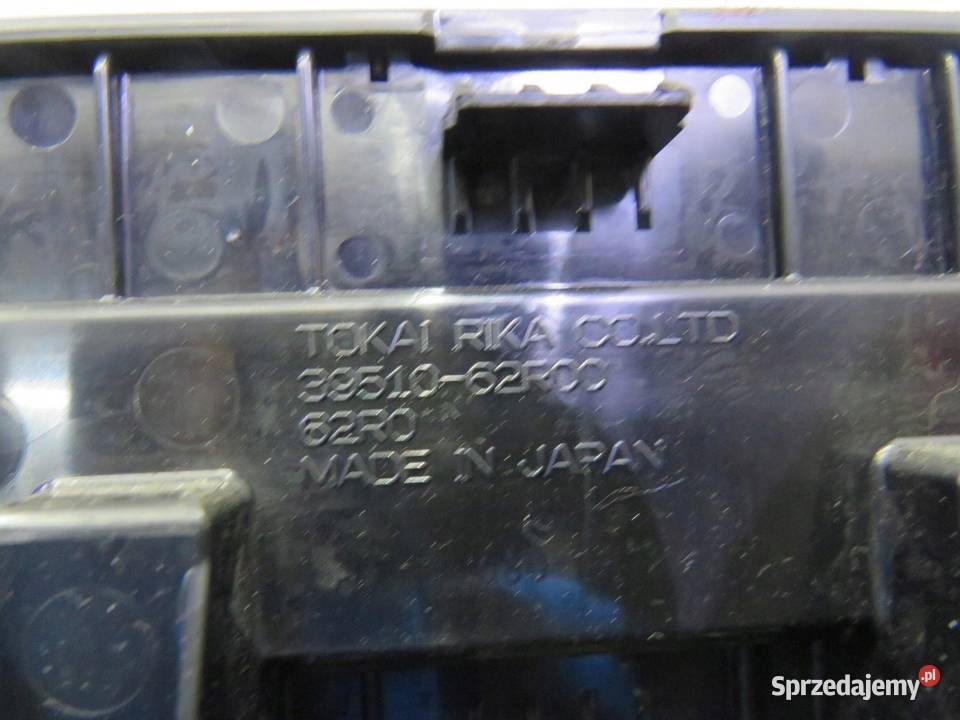 TOKAI RIKA CO.LTD
39510-62R00
62R0
MADE IN JAPAN
Sprzedajemy.pl